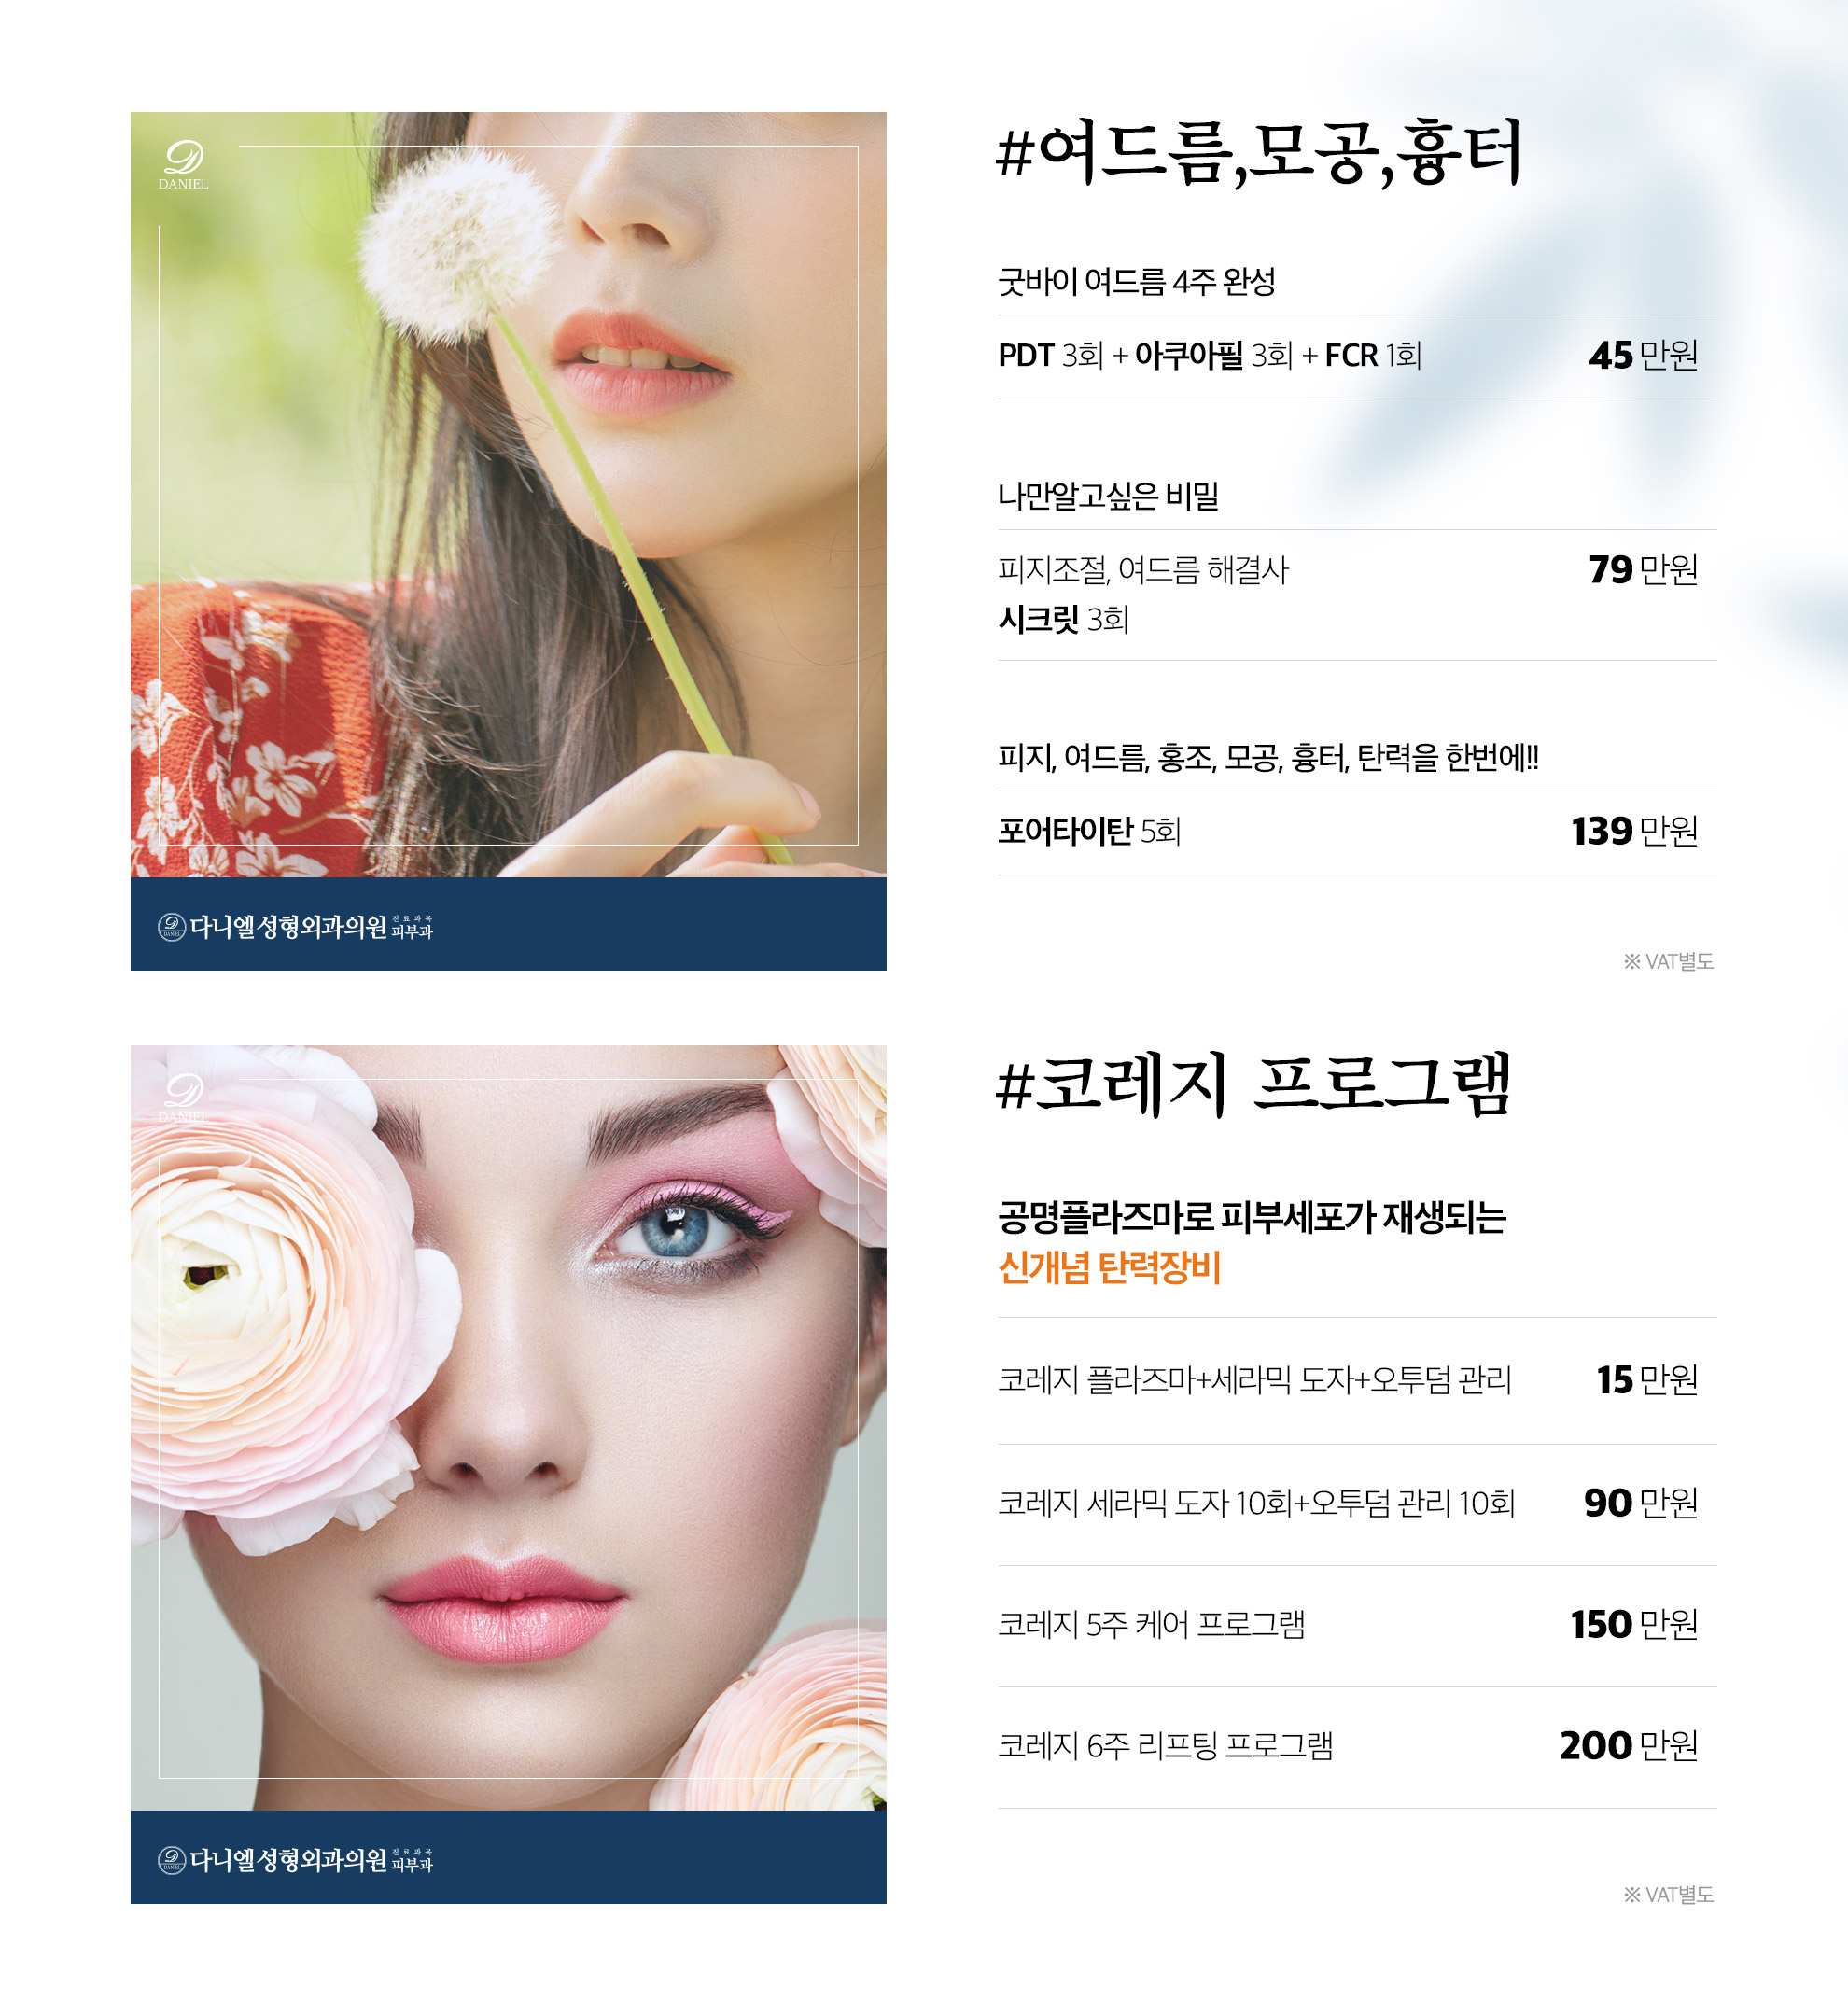 DANIEL
#여드름,모공,흉터
굿바이 여드름 4주 완성
PDT 3회 + 아쿠아필 3회 + FCR 1회 45 만원
나만알고싶은 비밀
피지조절, 여드름 해결사 79 만원
시크릿 3회
피지, 여드름, 홍조, 모공, 흉터, 탄력을 한번에!!
포어타이탄 5회 139 만원
다니엘성형외과의원 진료과목 피부과
※ VAT별도
DANIEL
#코레지 프로그램
공명플라즈마로 피부세포가 재생되는
신개념 탄력장비
코레지 플라즈마+세라믹 도자+오투덤 관리 15 만원
코레지 세라믹 도자 10회+오투덤 관리 10회 90 만원
코레지 5주 케어 프로그램 150 만원
코레지 6주 리프팅 프로그램 200 만원
다니엘성형외과의원 진료과목 피부과
※ VAT별도